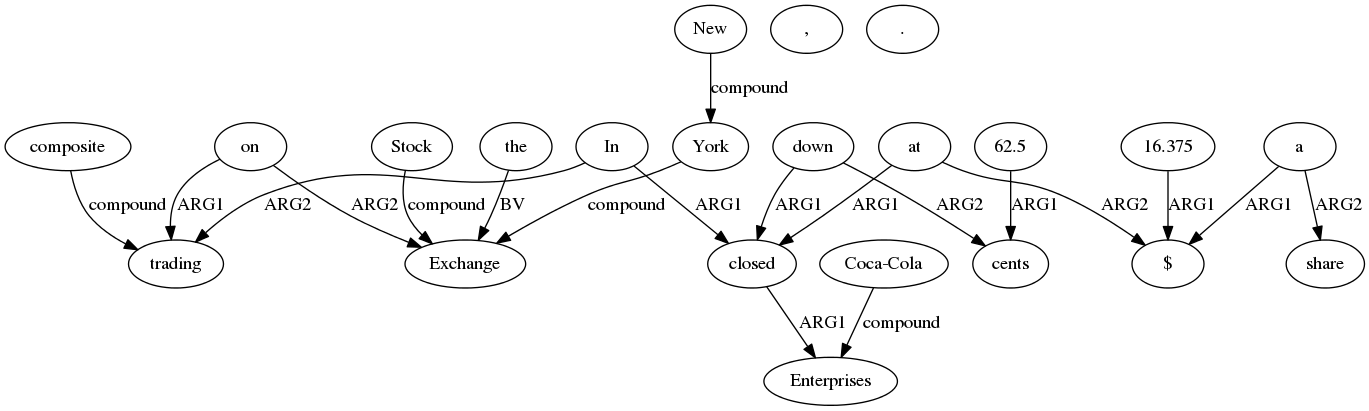 New , .
compound
composite on Stock the In York down at 62.5 16.375 a
compound ARG1 ARG2 ARG2 compound BV compound ARG1 ARG1 ARG1 ARG2 ARG1 ARG2 ARG1 ARG1 ARG2
trading Exchange closed Coca-Cola cents $ share
ARG1 compound
Enterprises